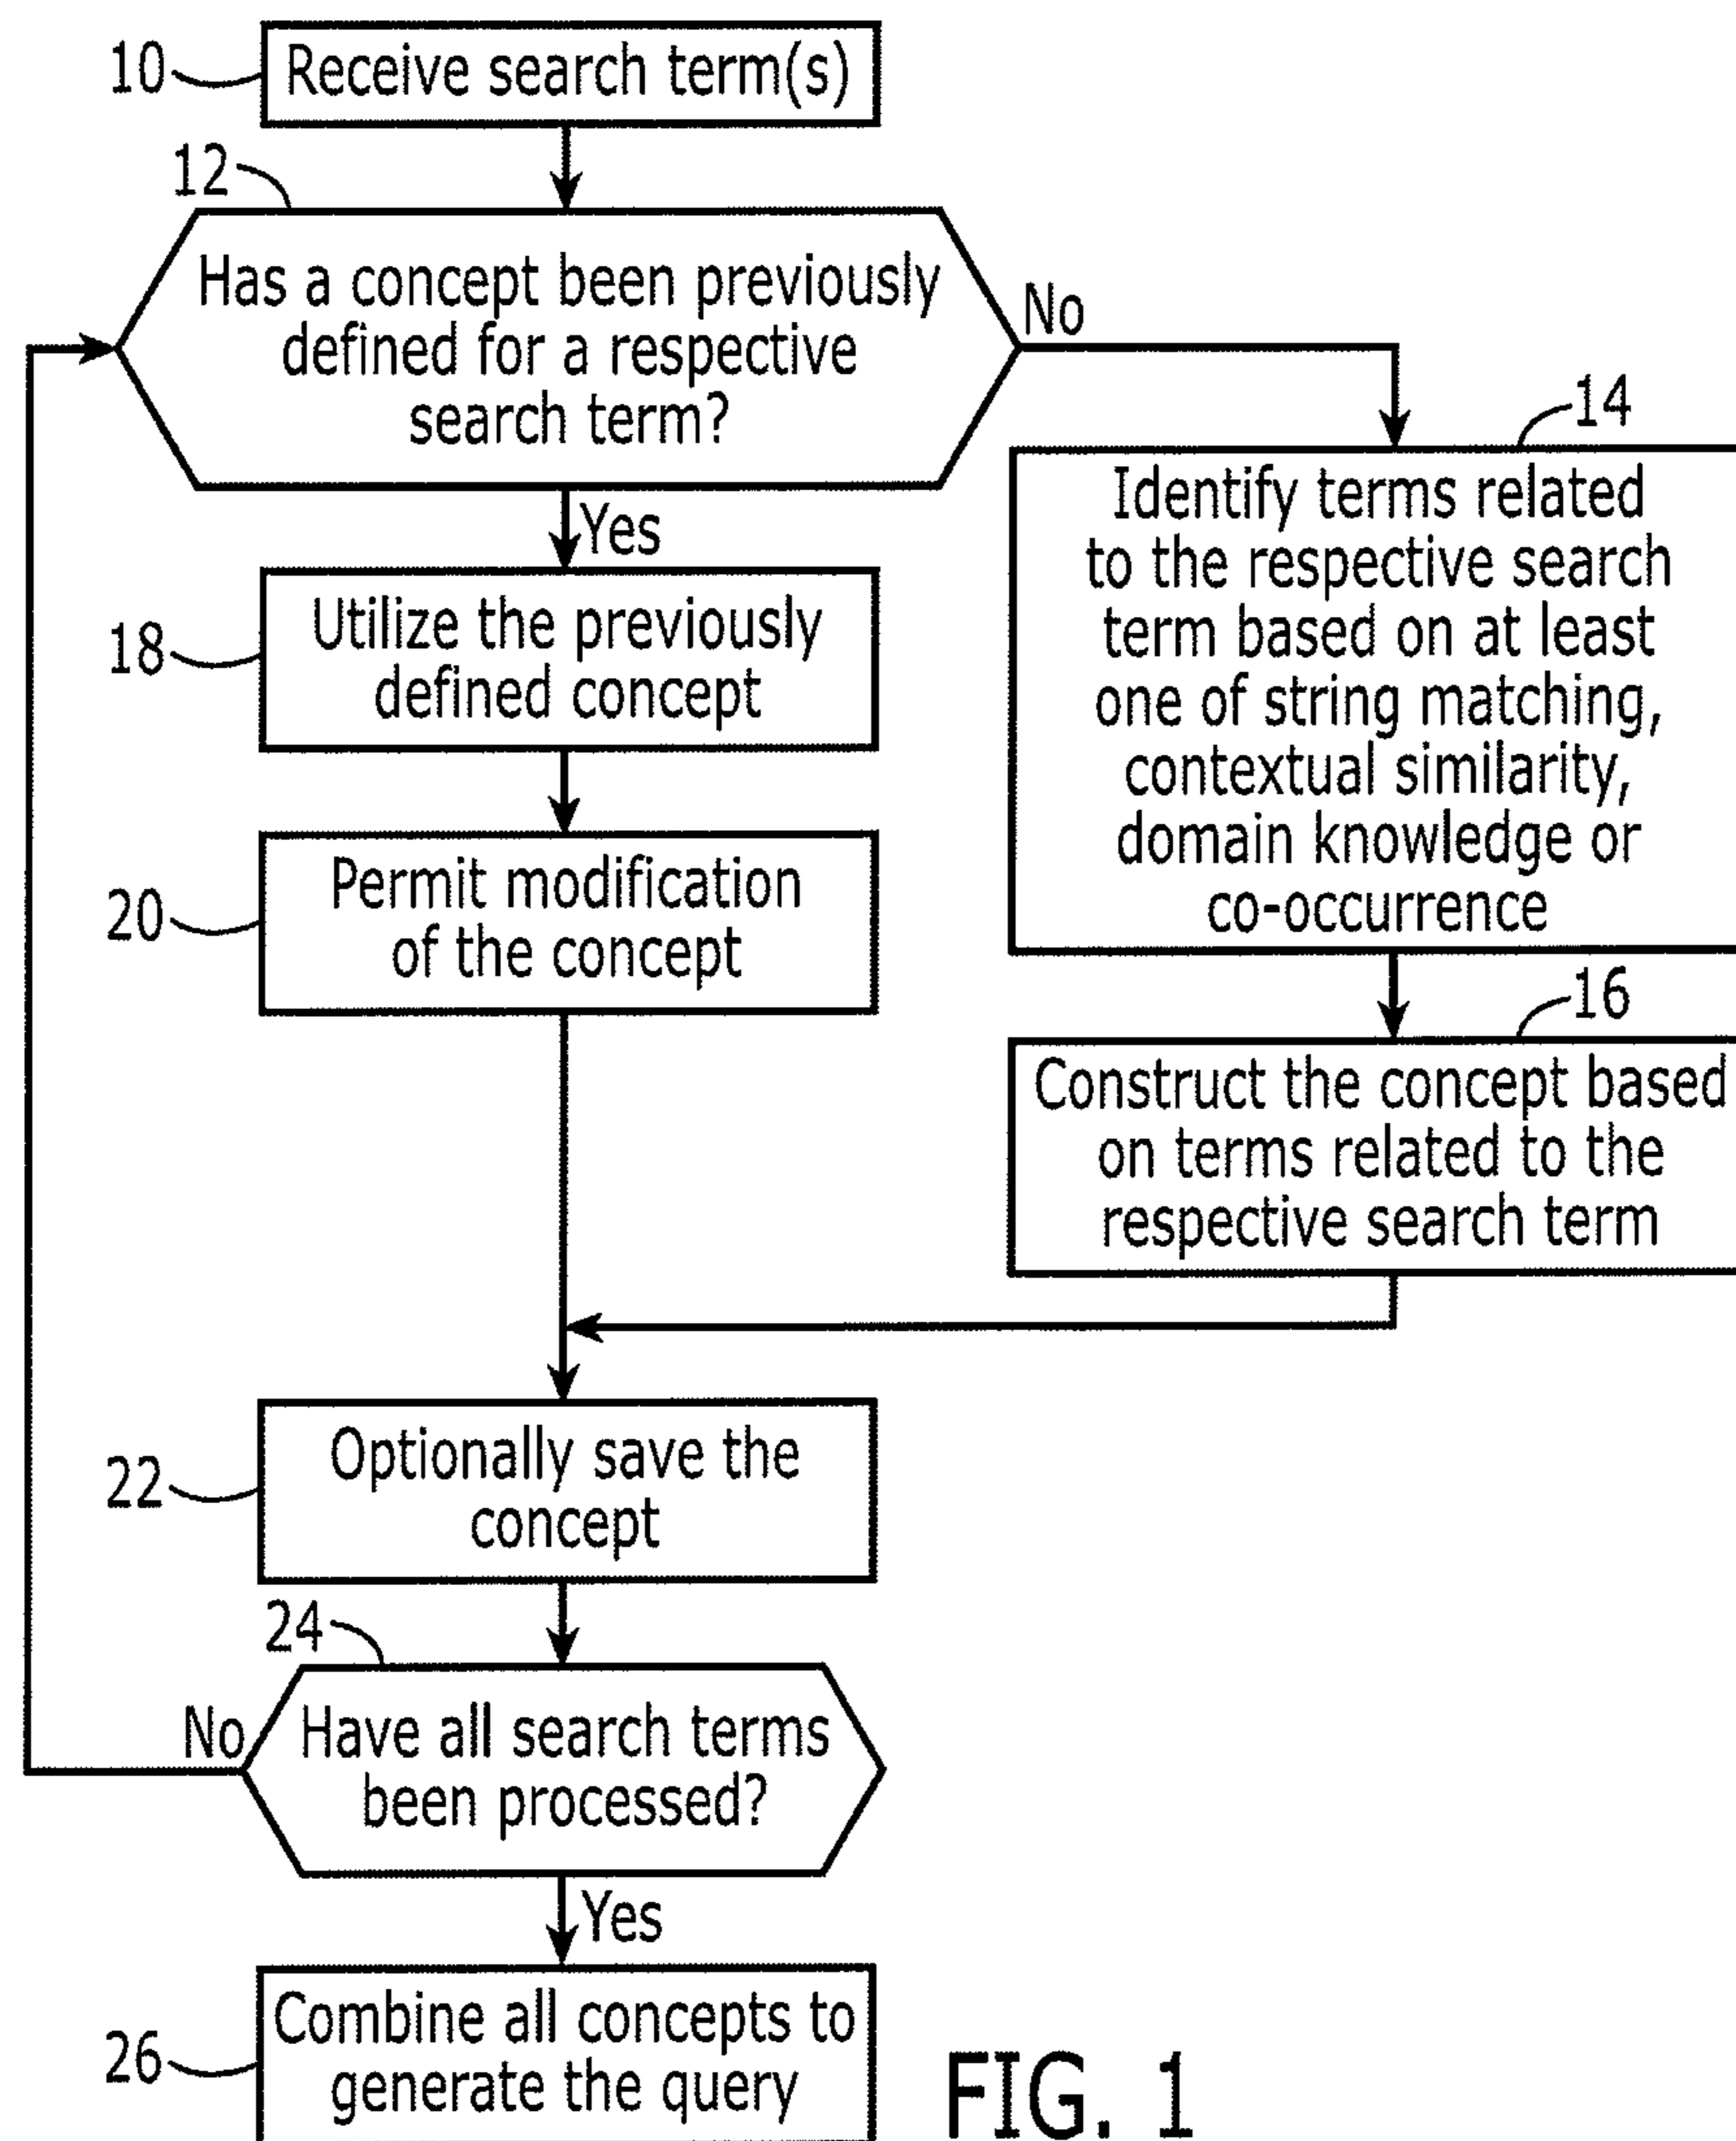 10
Receive search term(s)
12
Has a concept been previously
defined for a respective
search term?
No
Yes
14
Identify terms related
to the respective search
term based on at least
one of string matching,
contextual similarity,
domain knowledge or
co-occurrence
18
Utilize the previously
defined concept
20
Permit modification
of the concept
16
Construct the concept based
on terms related to the
respective search term
22
Optionally save the
concept
24
No
Have all search terms
been processed?
Yes
26
Combine all concepts to
generate the query
FIG. 1